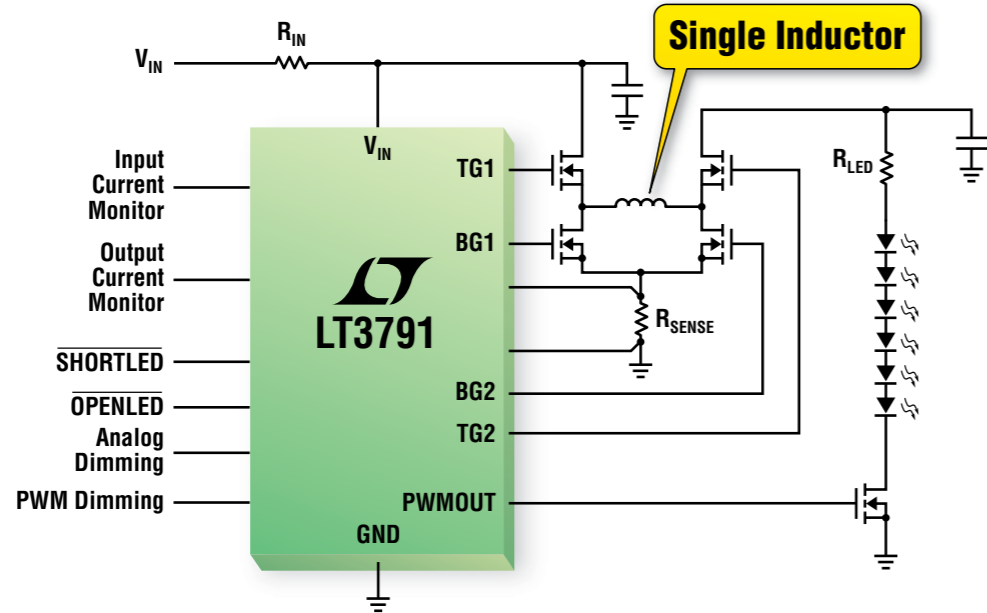 Single Inductor
R_IN
V_IN
V_IN
Input
Current
Monitor
TG1
R_LED
Output
Current
Monitor
BG1
LT3791
R_SENSE
SHORTLED
OPENLED
BG2
Analog
Dimming
TG2
PWM Dimming
PWMOUT
GND